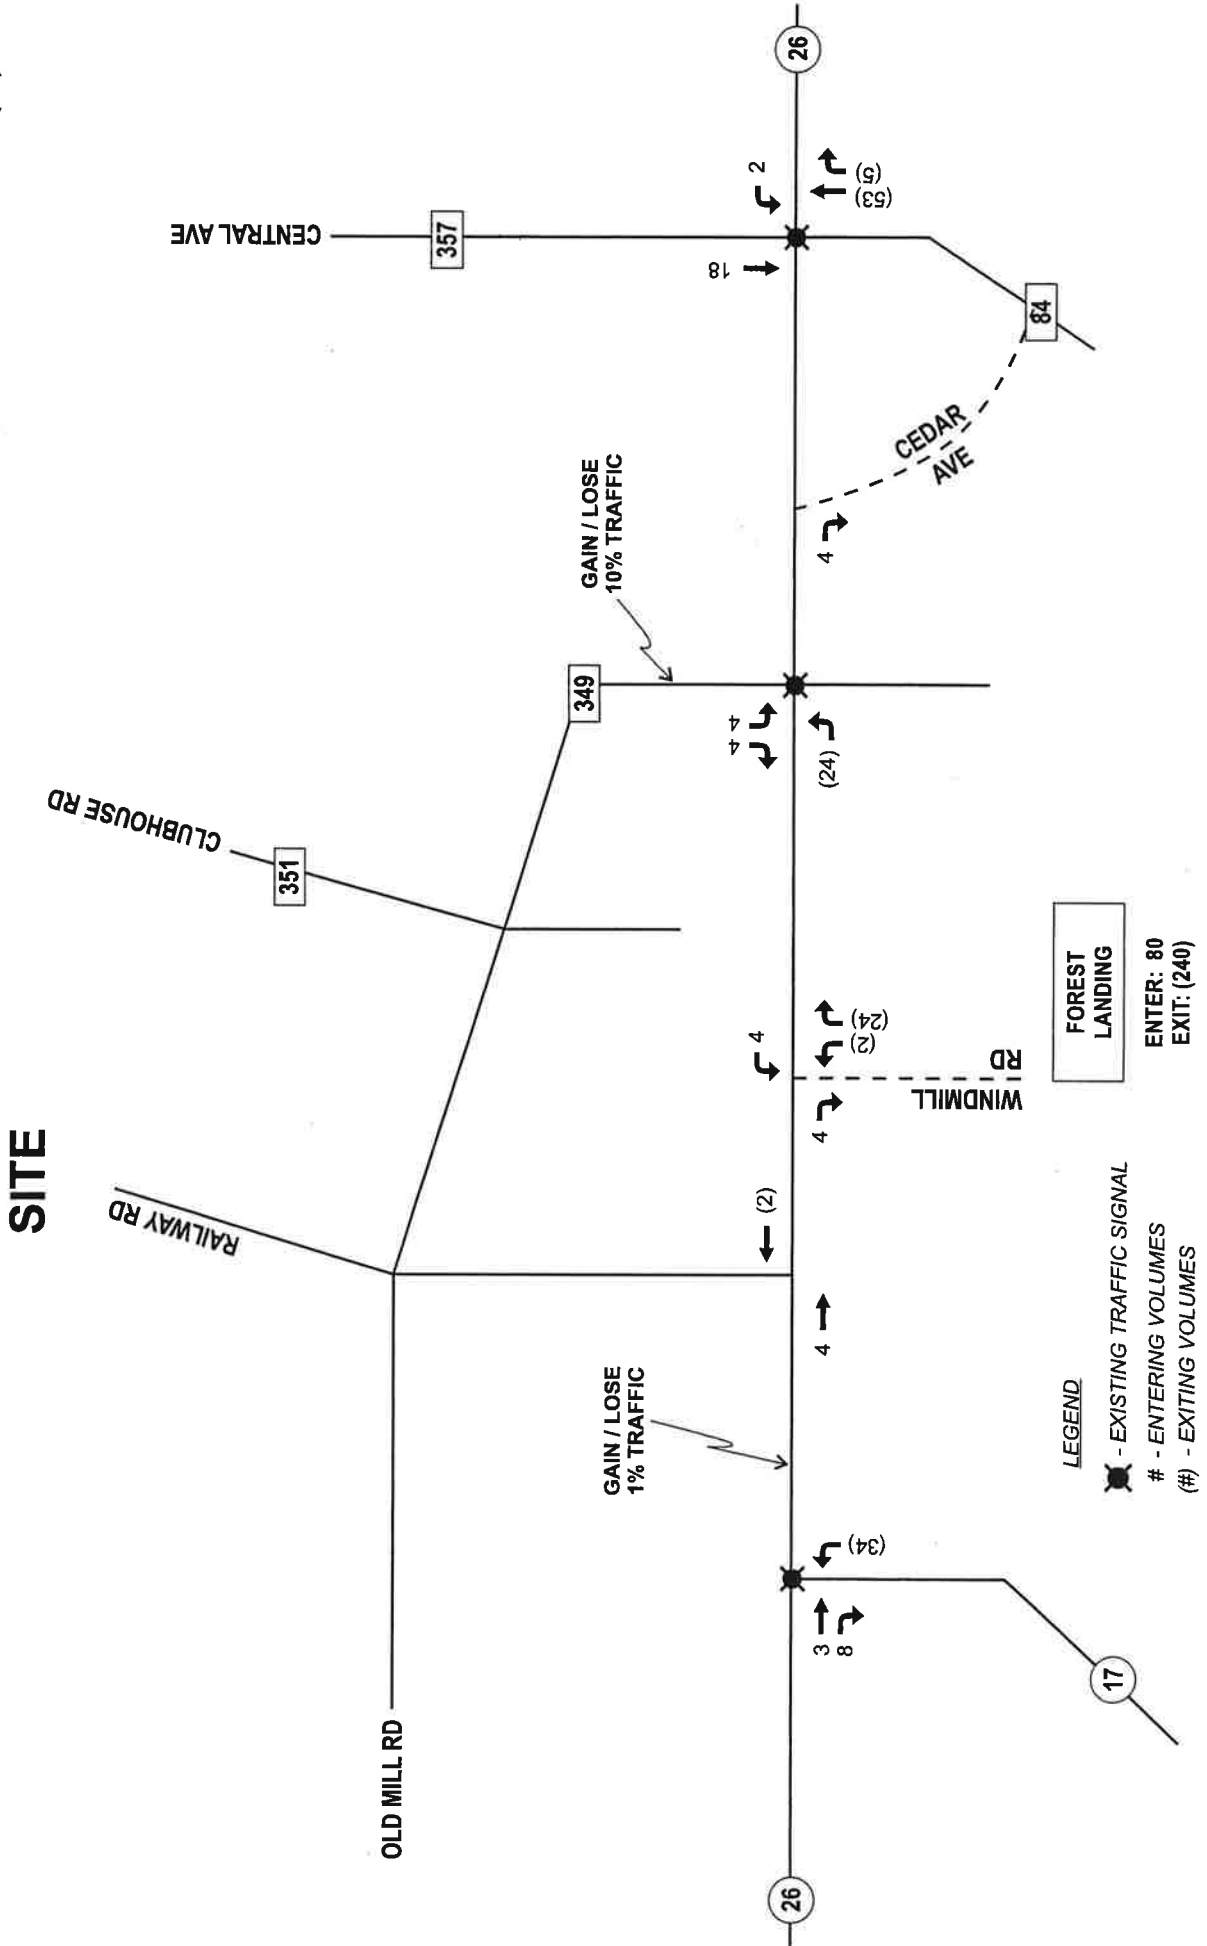 SITE
RAILWAY RD
CLUBHOUSE RD
351
CENTRAL AVE
357
OLD MILL RD
349
GAIN / LOSE
10% TRAFFIC
GAIN / LOSE
1% TRAFFIC
26
3
8
(34)
17
4
(2)
4
4
(2)
(24)
WINDMILL
RD
4
4
(24)
4
CEDAR
AVE
84
18
2
(53)
(5)
26
FOREST
LANDING
ENTER: 80
EXIT: (240)
LEGEND
- EXISTING TRAFFIC SIGNAL
# - ENTERING VOLUMES
(#) - EXITING VOLUMES